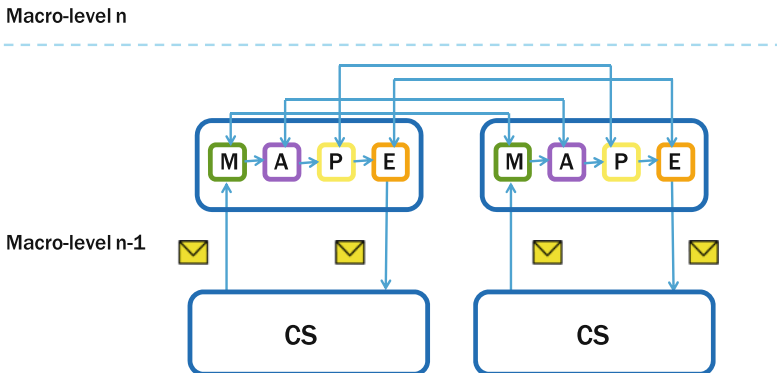 Macro-level n
M A P E M A P E
Macro-level n-1
CS CS